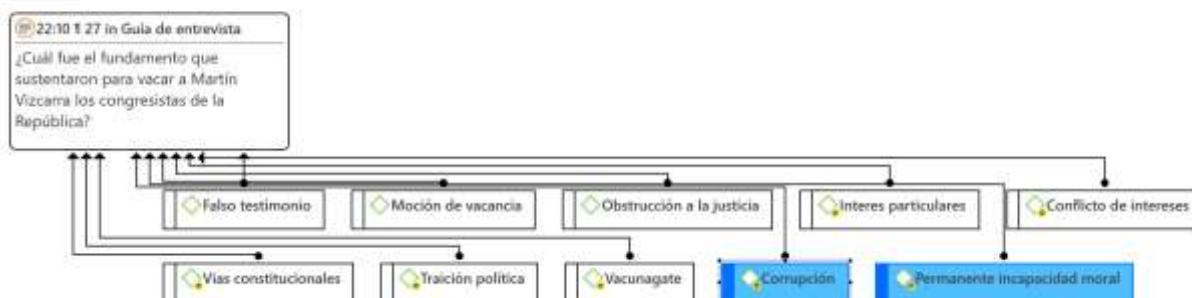 22:10 ¶ 27 in Guia de entrevista
¿Cuál fue el fundamento que
sustentaron para vacar a Martín
Vizcarra los congresistas de la
República?
Falso testimonio
Moción de vacancia
Obstrucción a la justicia
Interes particulares
Conflicto de intereses
Vias constitucionales
Traición política
Vacunagate
Corrupción
Permanente incapacidad moral